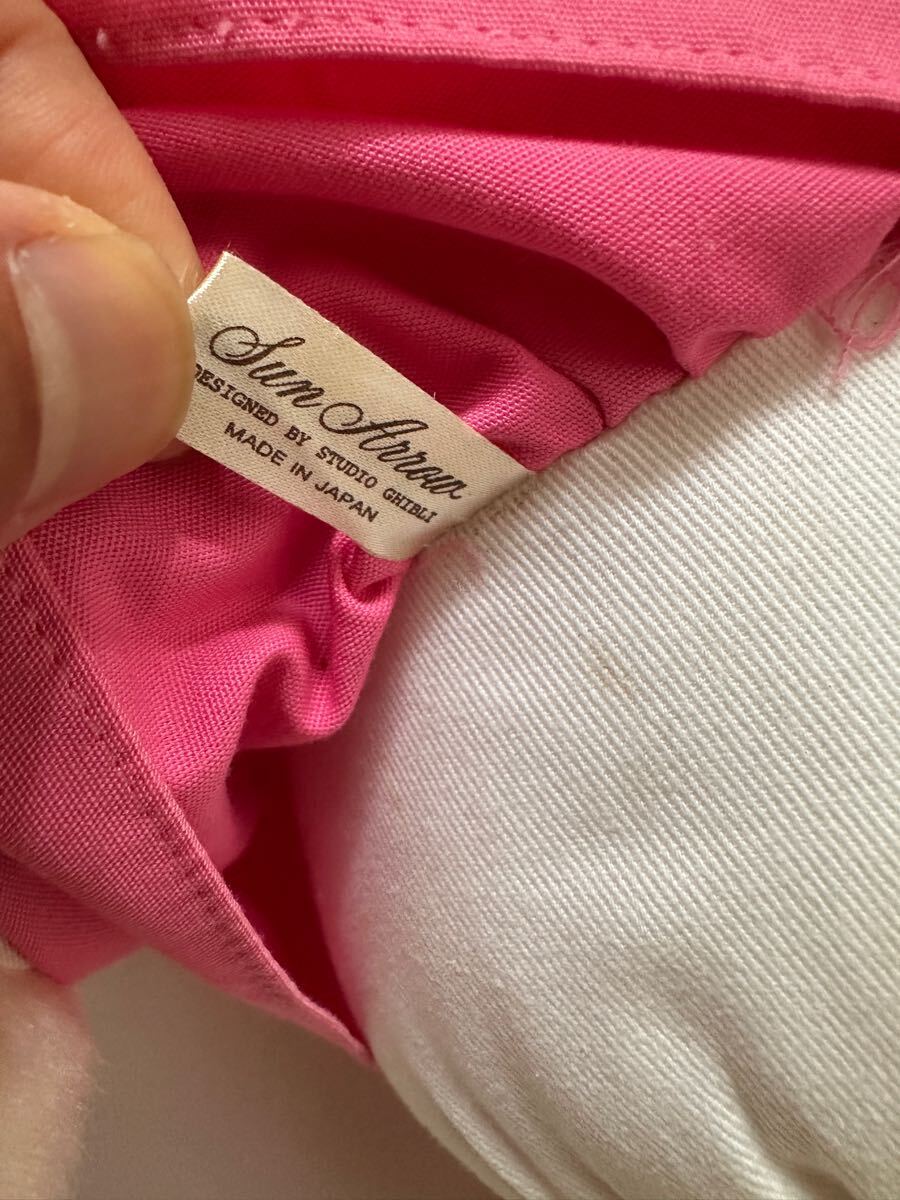 Sun Arrow
DESIGNED BY STUDIO GHIBLI
MADE IN JAPAN